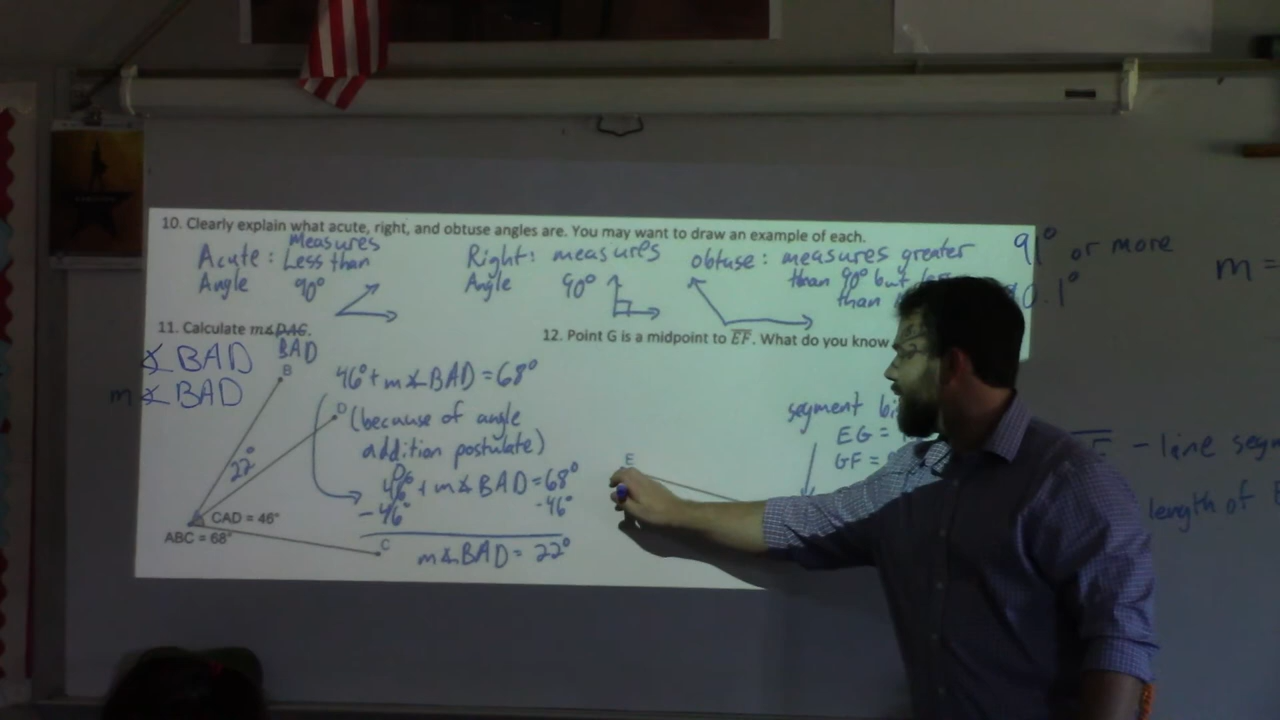 10. Clearly explain what acute, right, and obtuse angles are. You may want to draw an example of each.
Acute: Measures
Less than
Angle 90°
Right: measures
Angle 90°
obtuse: measures greater
than 90° but
than
91° or more
0.1°
m =
11. Calculate m∡DAC.
BAD
∡BAD
m∡BAD
B
D
22°
CAD = 46°
ABC = 68°
C
46° + m∡BAD = 68°
(because of angle
addition postulate)
46° + m∡BAD = 68°
-46° -46°
m∡BAD = 22°
12. Point G is a midpoint to EF. What do you know
segment
EG =
GF =
E
- line seg
length of